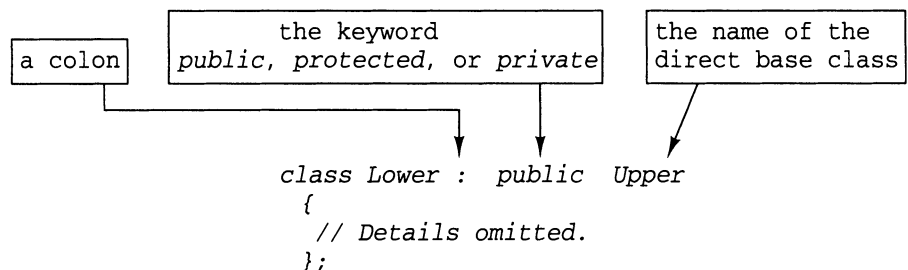 a colon
the keyword
public, protected, or private
the name of the
direct base class
class Lower : public Upper
{
// Details omitted.
};